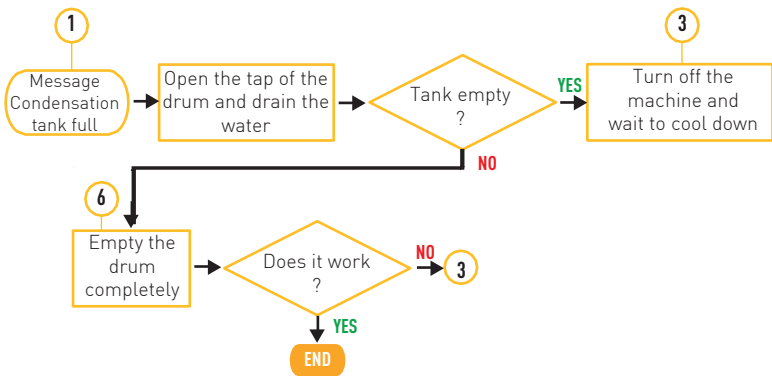 1
3
Message
Condensation
tank full
Open the tap of the
drum and drain the
water
Tank empty
?
YES
Turn off the
machine and
wait to cool down
NO
6
Empty the
drum
completely
Does it work
?
NO
3
YES
END